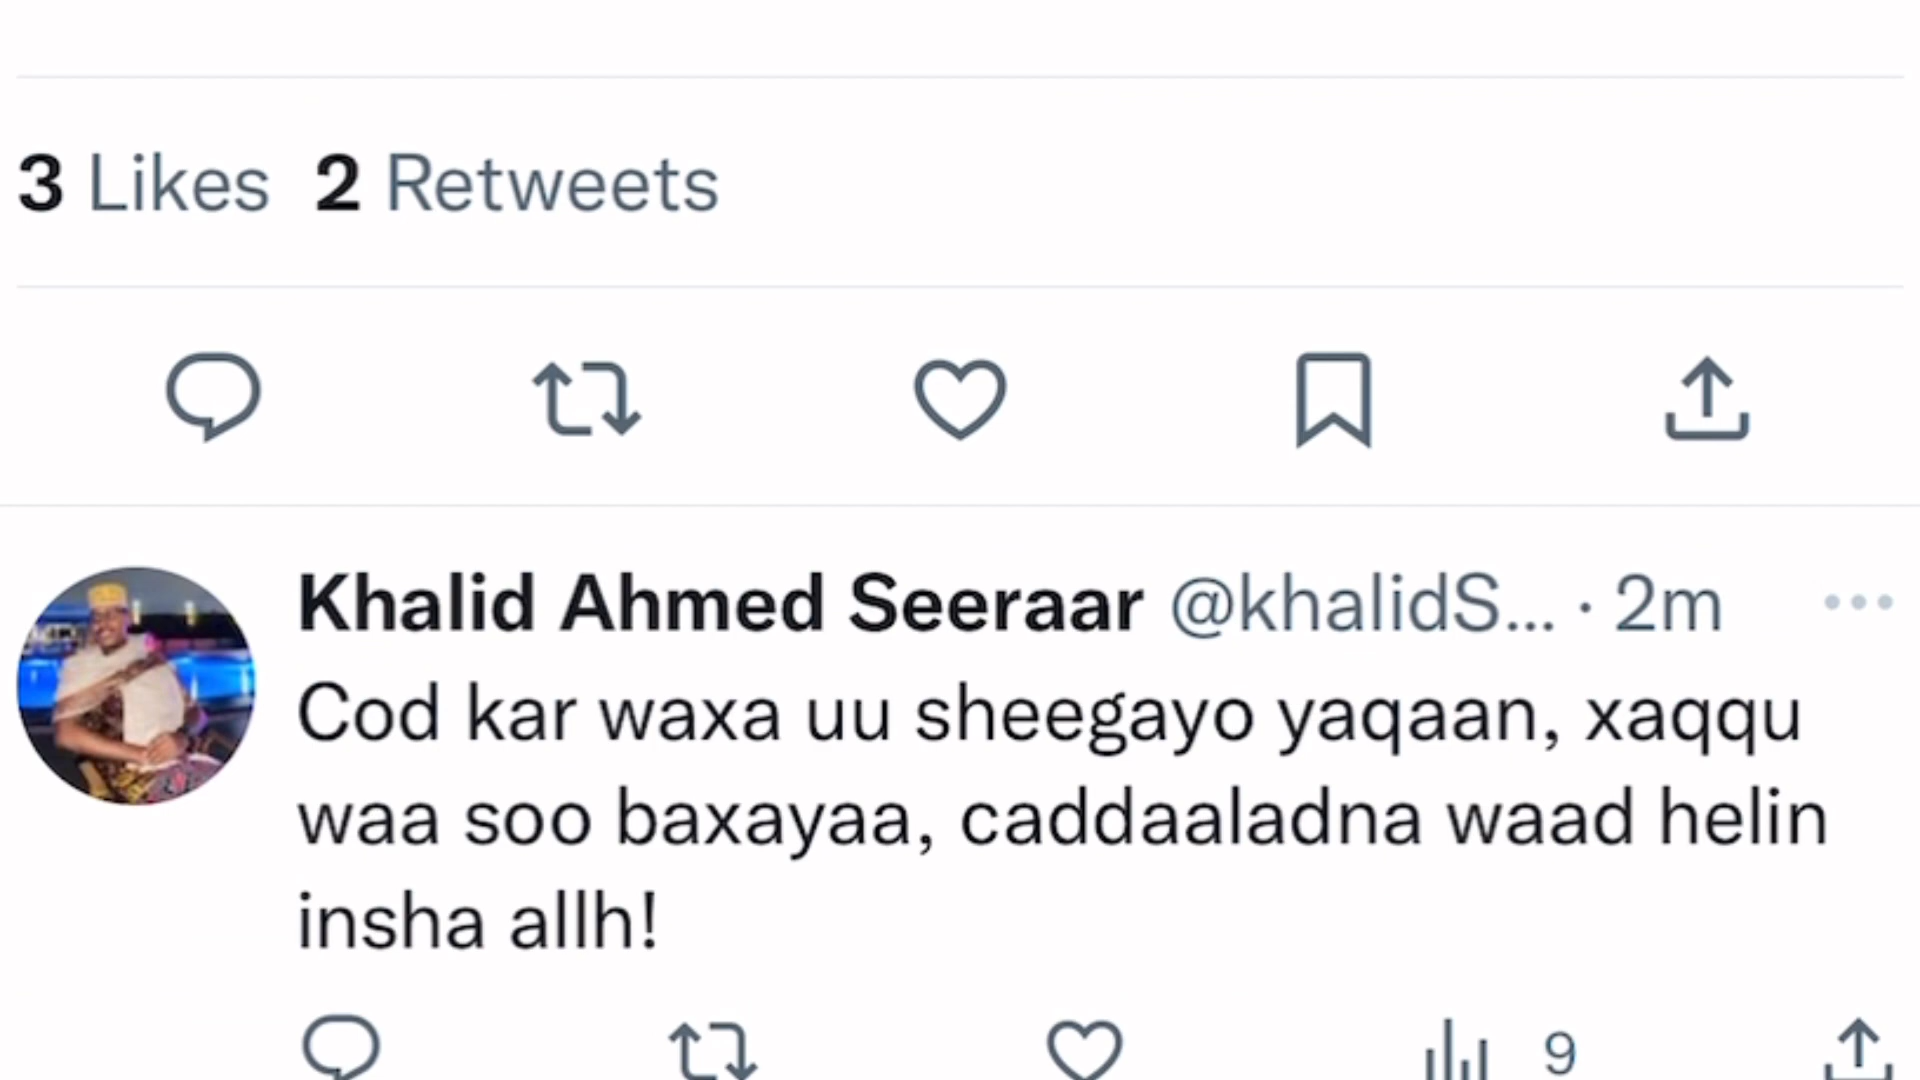 3 Likes 2 Retweets
Khalid Ahmed Seeraar @khalidS... · 2m
Cod kar waxa uu sheegayo yaqaan, xaqqu
waa soo baxayaa, caddaaladna waad helin
insha allh!
9